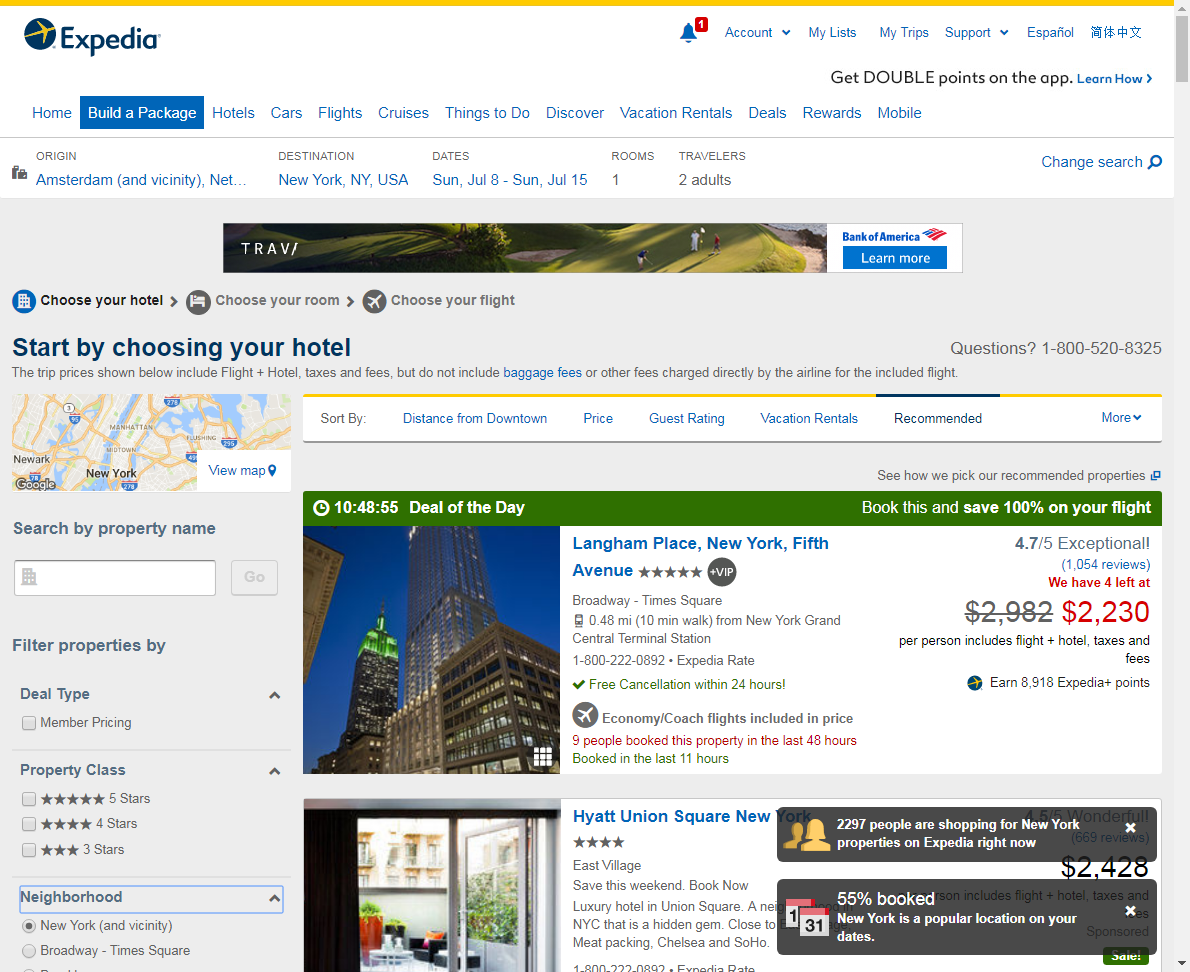 Expedia
1
Account
My Lists
My Trips
Support
Español
简体中文
Get DOUBLE points on the app. Learn How
Home
Build a Package
Hotels
Cars
Flights
Cruises
Things to Do
Discover
Vacation Rentals
Deals
Rewards
Mobile
ORIGIN
Amsterdam (and vicinity), Net...
DESTINATION
New York, NY, USA
DATES
Sun, Jul 8 - Sun, Jul 15
ROOMS
1
TRAVELERS
2 adults
Change search
TRAV
Bank of America
Learn more
Choose your hotel
Choose your room
Choose your flight
Start by choosing your hotel
Questions? 1-800-520-8325
The trip prices shown below include Flight + Hotel, taxes and fees, but do not include baggage fees or other fees charged directly by the airline for the included flight.
3
278
95
MANHATTAN
FLUSHING
295
MIDTOWN
Newark
New York
78
278
Google
View map
Sort By:
Distance from Downtown
Price
Guest Rating
Vacation Rentals
Recommended
More
See how we pick our recommended properties
Search by property name
Go
Filter properties by
Deal Type
Member Pricing
Property Class
5 Stars
4 Stars
3 Stars
Neighborhood
New York (and vicinity)
Broadway - Times Square
10:48:55 Deal of the Day
Book this and save 100% on your flight
Langham Place, New York, Fifth
Avenue
+VIP
Broadway - Times Square
0.48 mi (10 min walk) from New York Grand
Central Terminal Station
1-800-222-0892 • Expedia Rate
Free Cancellation within 24 hours!
Economy/Coach flights included in price
9 people booked this property in the last 48 hours
Booked in the last 11 hours
4.7/5 Exceptional!
(1,054 reviews)
We have 4 left at
$2,982 $2,230
per person includes flight + hotel, taxes and
fees
Earn 8,918 Expedia+ points
Hyatt Union Square New York
East Village
Save this weekend. Book Now
Luxury hotel in Union Square. A neighborhood in
NYC that is a hidden gem. Close to
Meat packing, Chelsea and SoHo.
1-800-222-0892 • Expedia Rate
4.5/5 Wonderful!
(669 reviews)
$2,428
per person includes flight + hotel, taxes and
fees
Sponsored
Sale!
2297 people are shopping for New York
properties on Expedia right now
1
31
55% booked
New York is a popular location on your
dates.